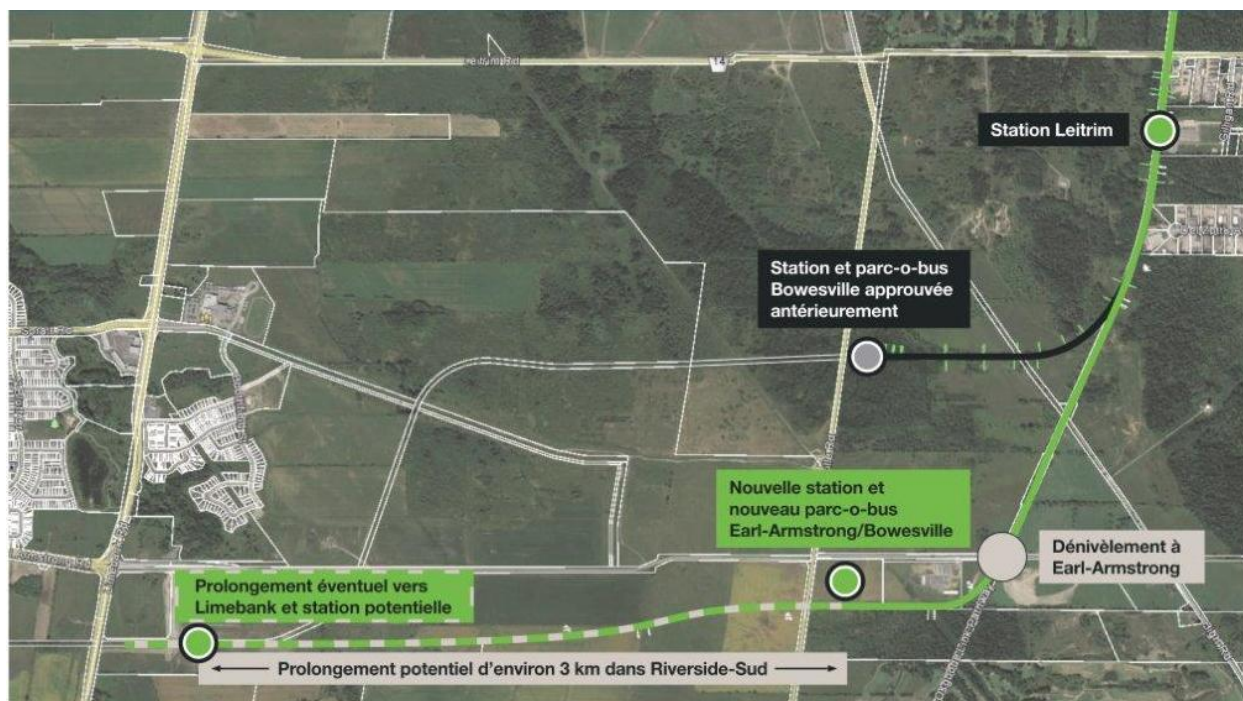 Leitrim Rd
14
Station Leitrim
Station et parc-o-bus
Bowesville approuvée
antérieurement
Nouvelle station et
nouveau parc-o-bus
Earl-Armstrong/Bowesville
Dénivèlement à
Earl-Armstrong
Prolongement éventuel vers
Limebank et station potentielle
Prolongement potentiel d'environ 3 km dans Riverside-Sud